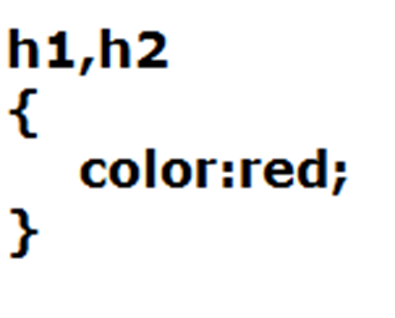 h1,h2
{
color:red;
}